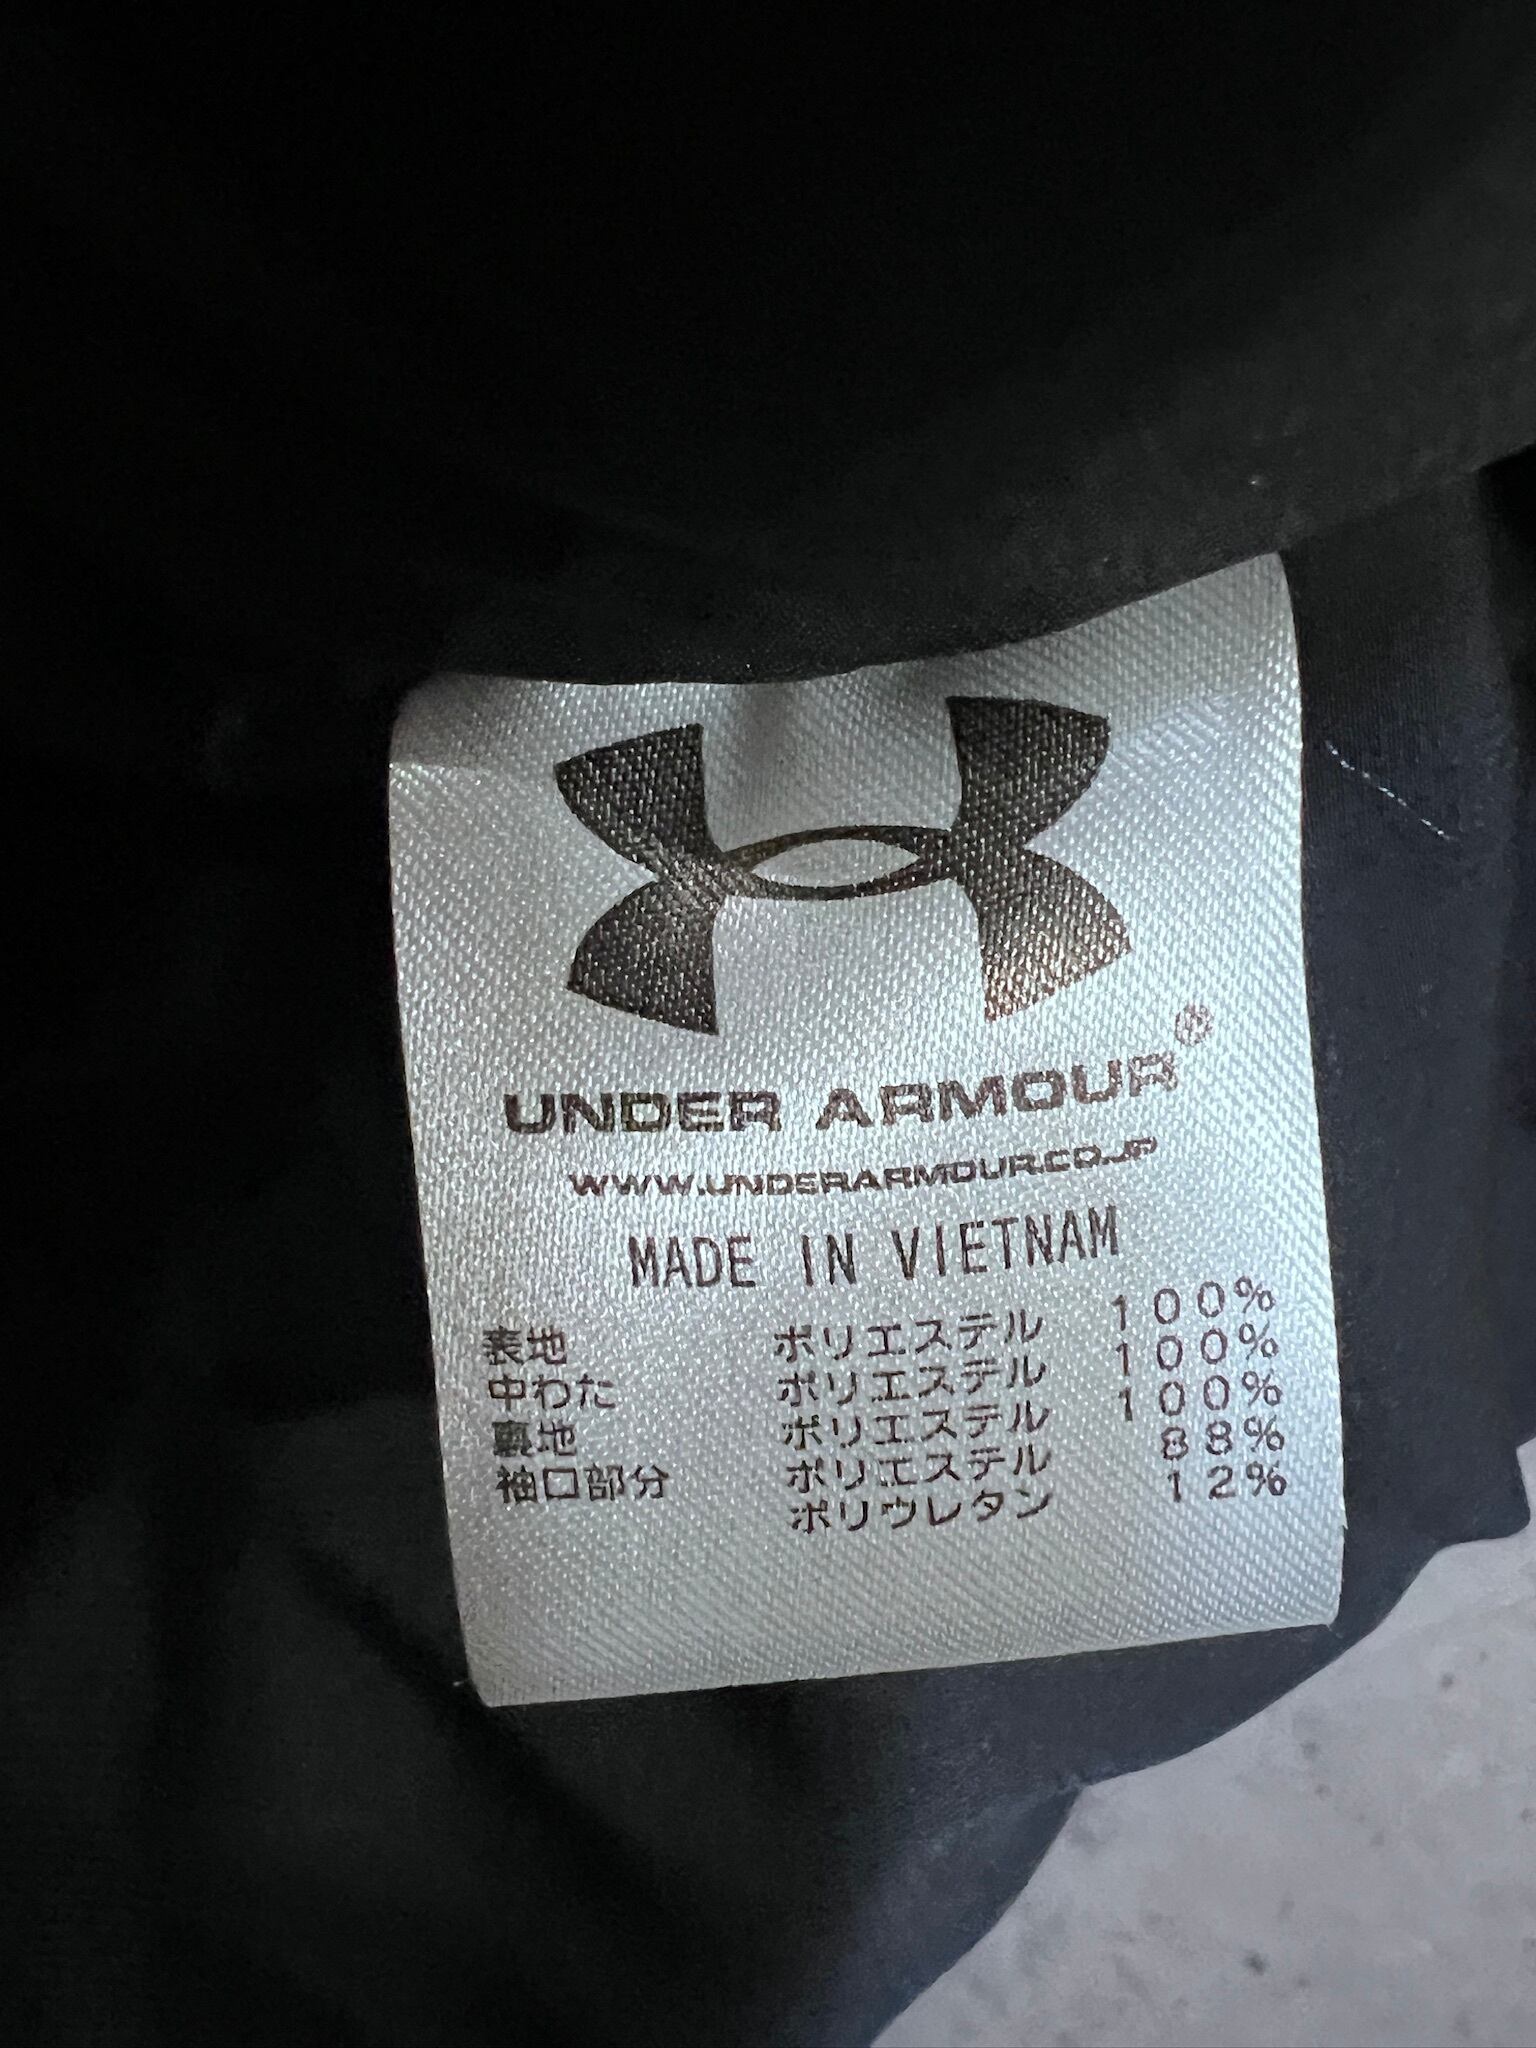 UNDER ARMOUR®
WWW.UNDERARMOUR.CO.JP
MADE IN VIETNAM
表地 ポリエステル 100%
中わた ポリエステル 100%
裏地 ポリエステル 100%
袖口部分 ポリエステル 88%
ポリウレタン 12%